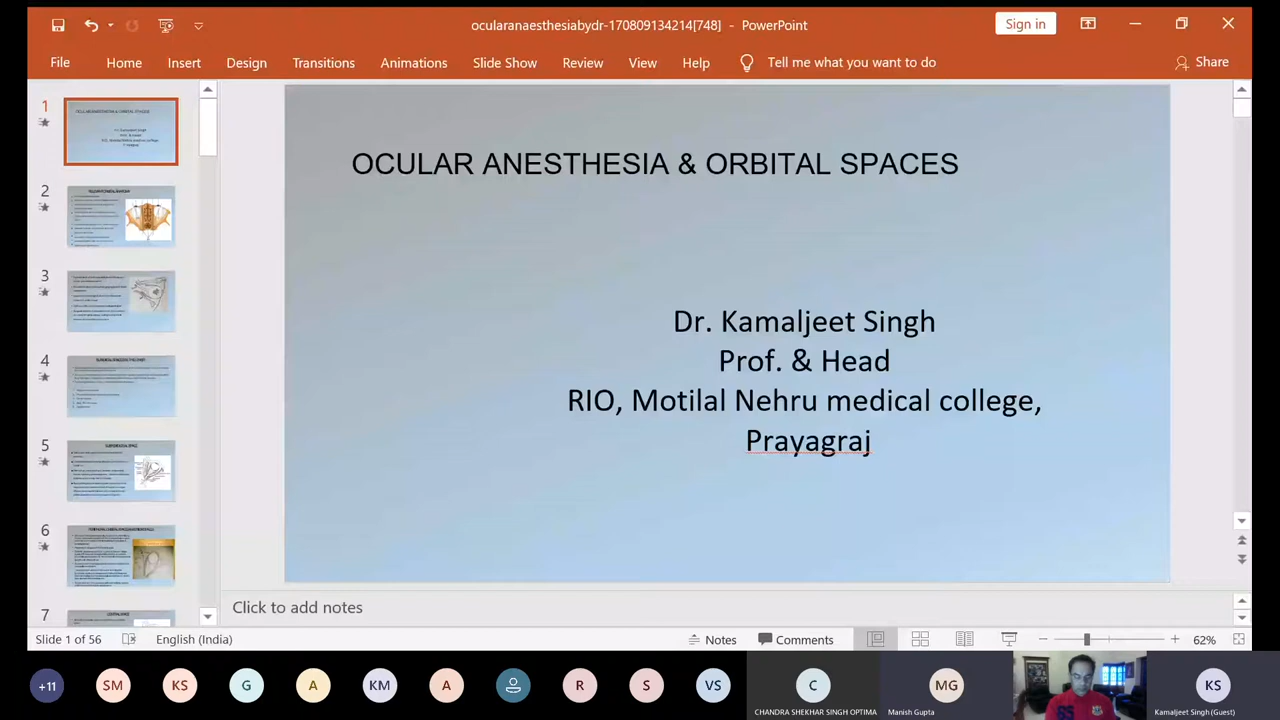 ocularanaesthesiabydr-170809134214[748] - PowerPoint
Sign in
File Home Insert Design Transitions Animations Slide Show Review View Help Tell me what you want to do Share
1
2
3
4
5
6
7
OCULAR ANESTHESIA & ORBITAL SPACES
Dr. Kamaljeet Singh
Prof. & Head
RIO, Motilal Nehru medical college,
Prayagraj
Click to add notes
Slide 1 of 56 English (India) Notes Comments 62%
+11 SM KS G A KM A R S VS C MG KS
CHANDRA SHEKHAR SINGH OPTIMA Manish Gupta Kamaljeet Singh (Guest)